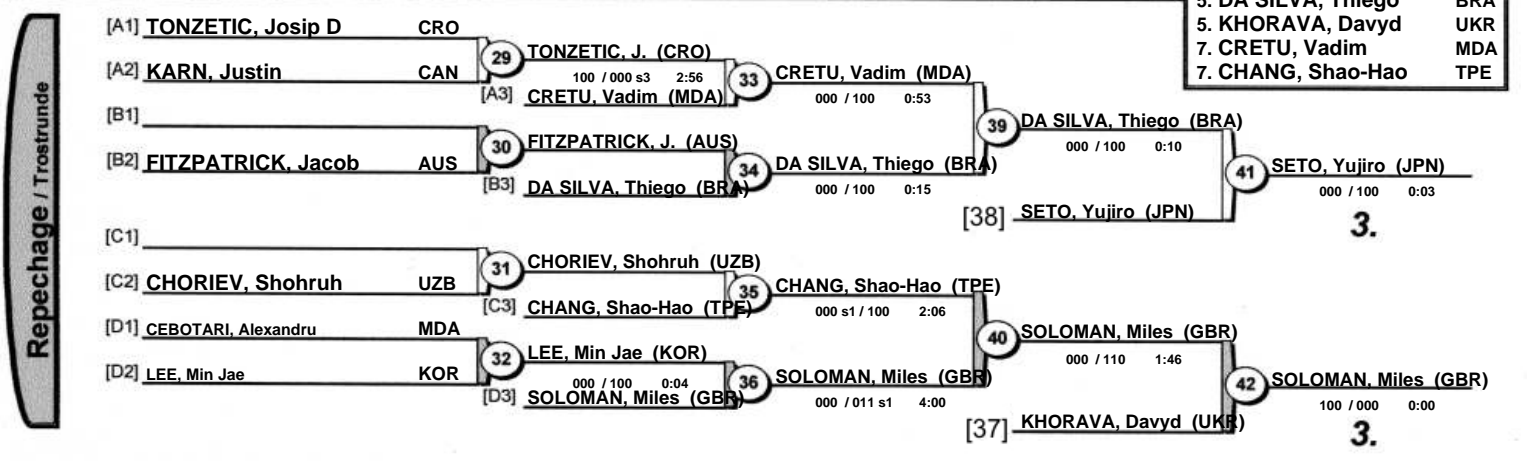 5. DA SILVA, Thiego BRA
5. KHORAVA, Davyd UKR
7. CRETU, Vadim MDA
7. CHANG, Shao-Hao TPE
Repechage / Trostrunde
[A1] TONZETIC, Josip D CRO
[A2] KARN, Justin CAN
29
TONZETIC, J. (CRO)
100 / 000 s3 2:56
[A3] CRETU, Vadim (MDA)
33
CRETU, Vadim (MDA)
000 / 100 0:53
[B1]
[B2] FITZPATRICK, Jacob AUS
30
FITZPATRICK, J. (AUS)
[B3] DA SILVA, Thiego (BRA)
34
DA SILVA, Thiego (BRA)
000 / 100 0:15
39
DA SILVA, Thiego (BRA)
000 / 100 0:10
[38] SETO, Yujiro (JPN)
41
SETO, Yujiro (JPN)
000 / 100 0:03
3.
[C1]
[C2] CHORIEV, Shohruh UZB
31
CHORIEV, Shohruh (UZB)
[C3] CHANG, Shao-Hao (TPE)
35
CHANG, Shao-Hao (TPE)
000 s1 / 100 2:06
[D1] CEBOTARI, Alexandru MDA
[D2] LEE, Min Jae KOR
32
LEE, Min Jae (KOR)
000 / 100 0:04
[D3] SOLOMAN, Miles (GBR)
36
SOLOMAN, Miles (GBR)
000 / 011 s1 4:00
40
SOLOMAN, Miles (GBR)
000 / 110 1:46
[37] KHORAVA, Davyd (UKR)
42
SOLOMAN, Miles (GBR)
100 / 000 0:00
3.